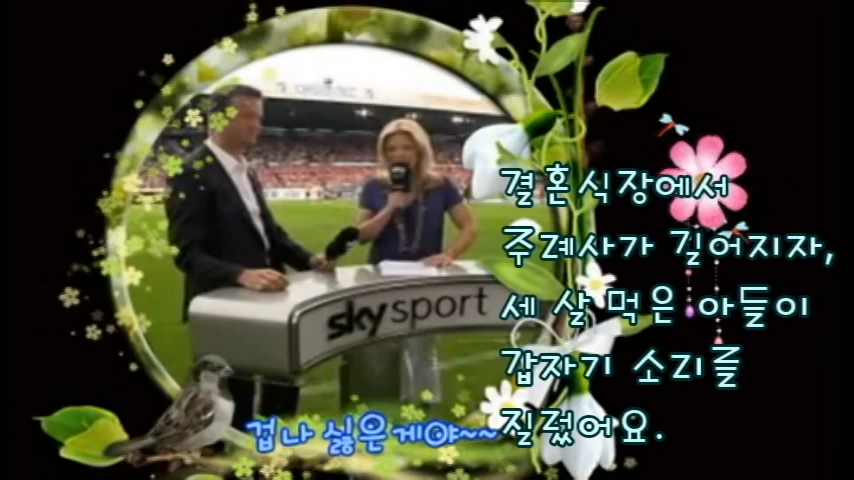 결혼식장에서
주례사가 길어지자,
세 살 먹은 아들이
갑자기 소리를
질렀어요.
겁나 싫은게야~~
sky sport